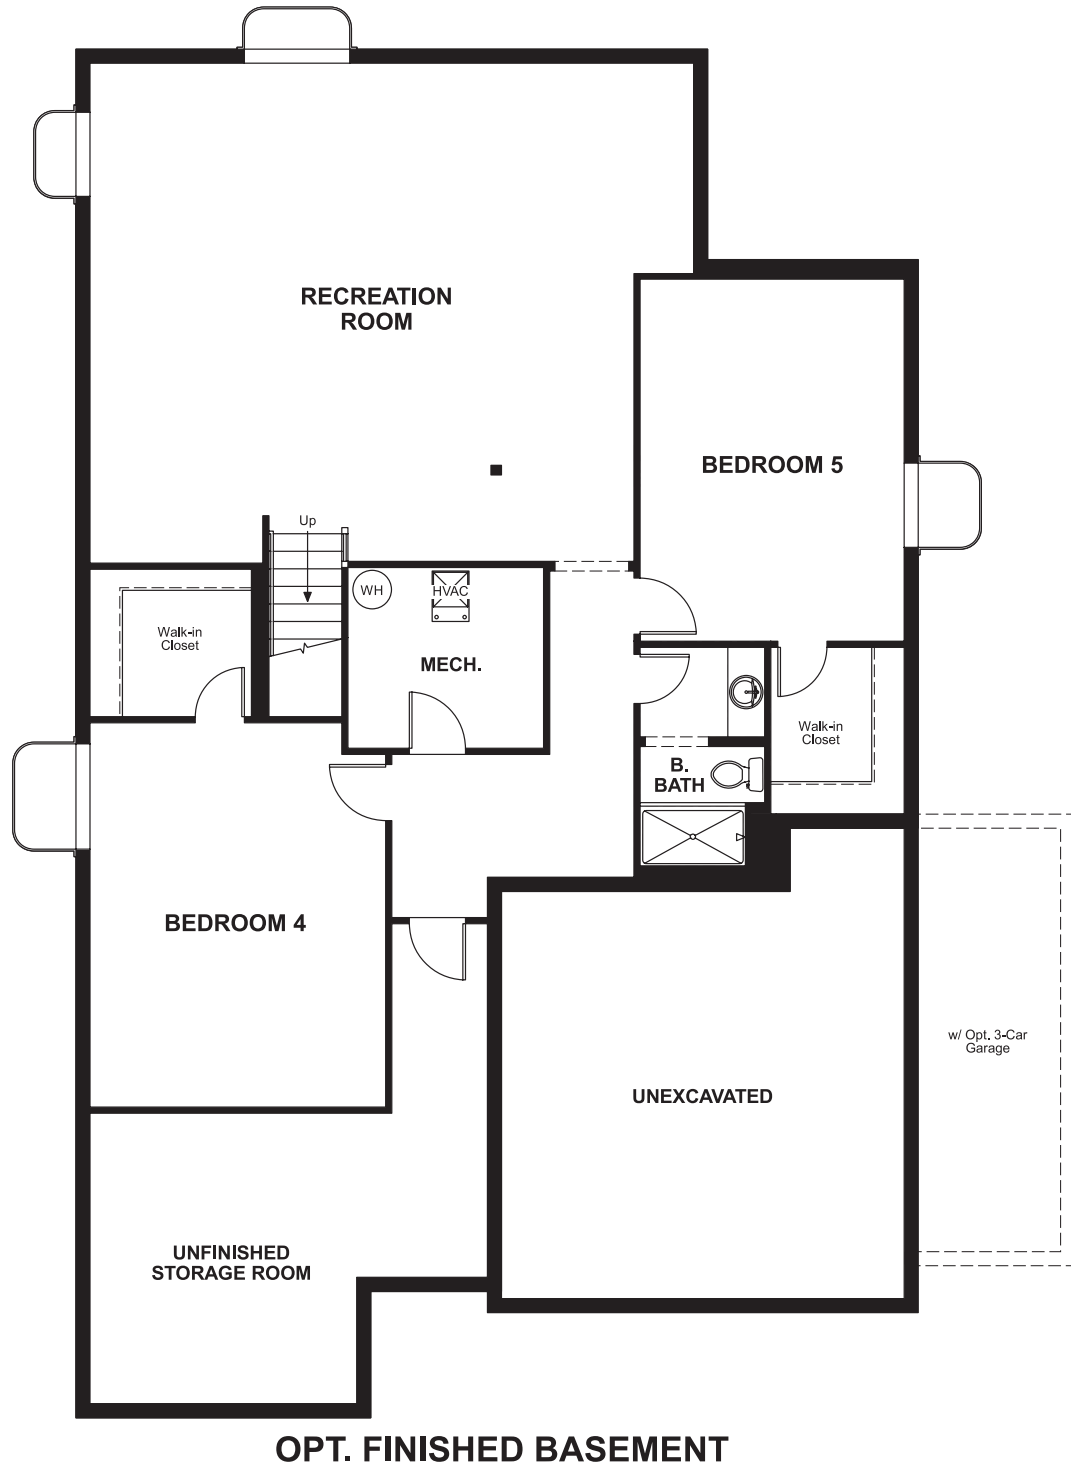 RECREATION
ROOM
BEDROOM 5
Up
WH
HVAC
Walk-in
Closet
MECH.
Walk-in
Closet
B.
BATH
BEDROOM 4
w/ Opt. 3-Car
Garage
UNEXCAVATED
UNFINISHED
STORAGE ROOM
OPT. FINISHED BASEMENT